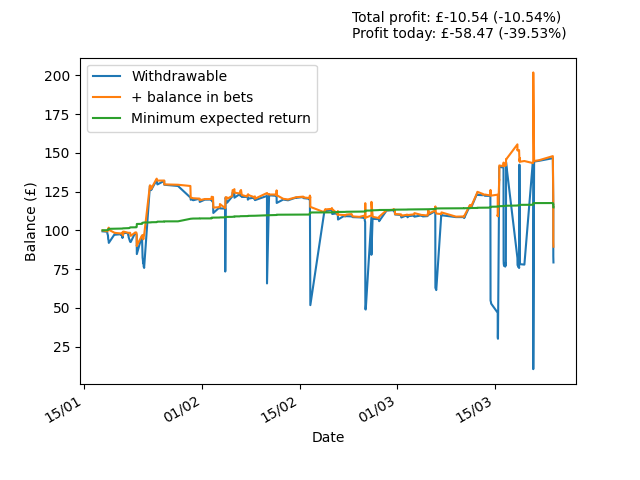 Total profit: £-10.54 (-10.54%)
Profit today: £-58.47 (-39.53%)
200
175
150
125
100
75
50
25
Balance (£)
Withdrawable
+ balance in bets
Minimum expected return
15/01
01/02
15/02
01/03
15/03
Date